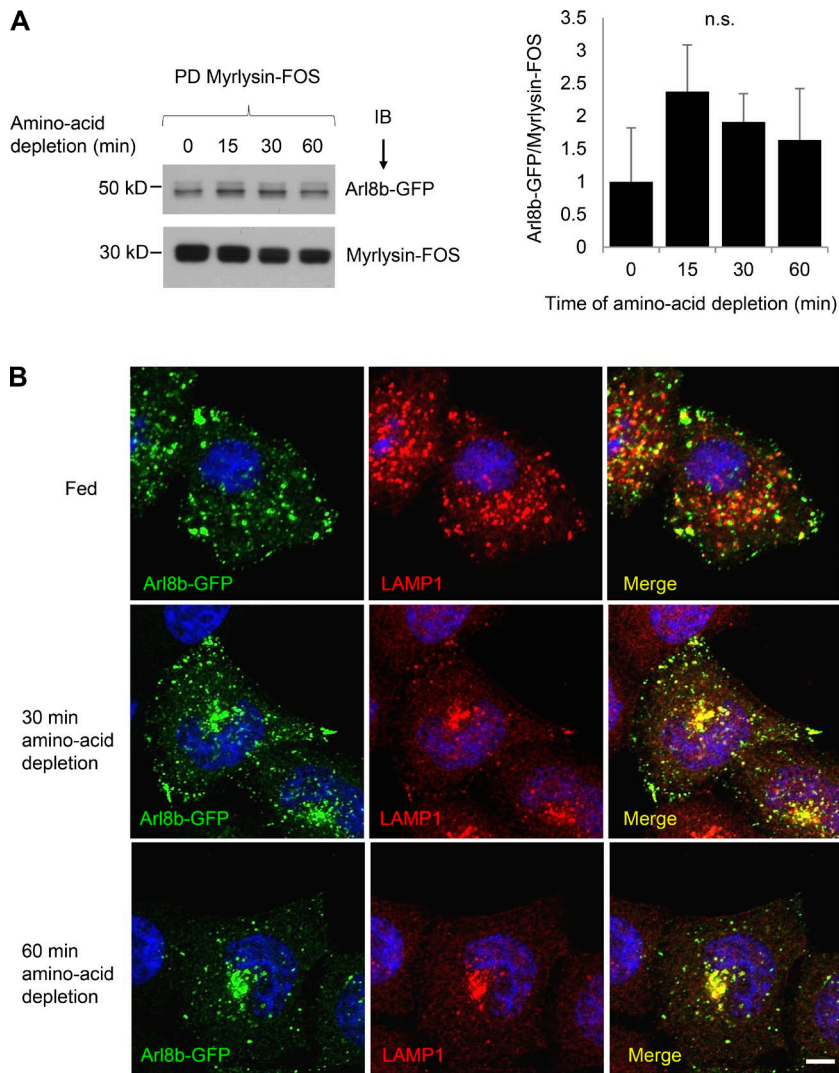 A
PD Myrlysin-FOS
Amino-acid
depletion (min)
0 15 30 60
IB
50 kD
Arl8b-GFP
30 kD
Myrlysin-FOS
n.s.
Arl8b-GFP/Myrlysin-FOS
3.5
3
2.5
2
1.5
1
0.5
0
0 15 30 60
Time of amino-acid depletion (min)
B
Fed
Arl8b-GFP LAMP1 Merge
30 min
amino-acid
depletion
Arl8b-GFP LAMP1 Merge
60 min
amino-acid
depletion
Arl8b-GFP LAMP1 Merge